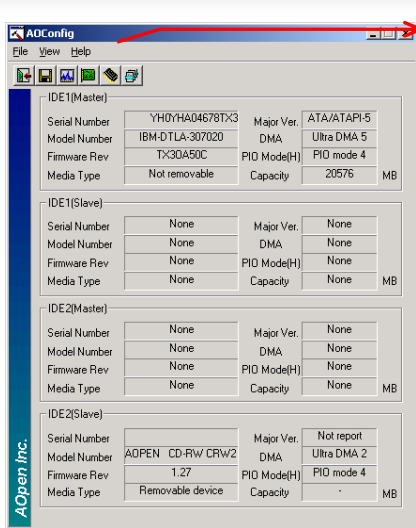 AOConfig
File View Help
IDE1(Master)
Serial Number YH0YHA04678TX3 Major Ver. ATA/ATAPI-5
Model Number IBM-DTLA-307020 DMA Ultra DMA 5
Firmware Rev TX3OA50C PIO Mode(H) PIO mode 4
Media Type Not removable Capacity 20576 MB
IDE1(Slave)
Serial Number None Major Ver. None
Model Number None DMA None
Firmware Rev None PIO Mode(H) None
Media Type None Capacity None MB
IDE2(Master)
Serial Number None Major Ver. None
Model Number None DMA None
Firmware Rev None PIO Mode(H) None
Media Type None Capacity None MB
IDE2(Slave)
Serial Number Major Ver. Not report
Model Number AOPEN CD-RW CRW2 DMA Ultra DMA 2
Firmware Rev 1.27 PIO Mode(H) PIO mode 4
Media Type Removable device Capacity · MB
AOpen Inc.